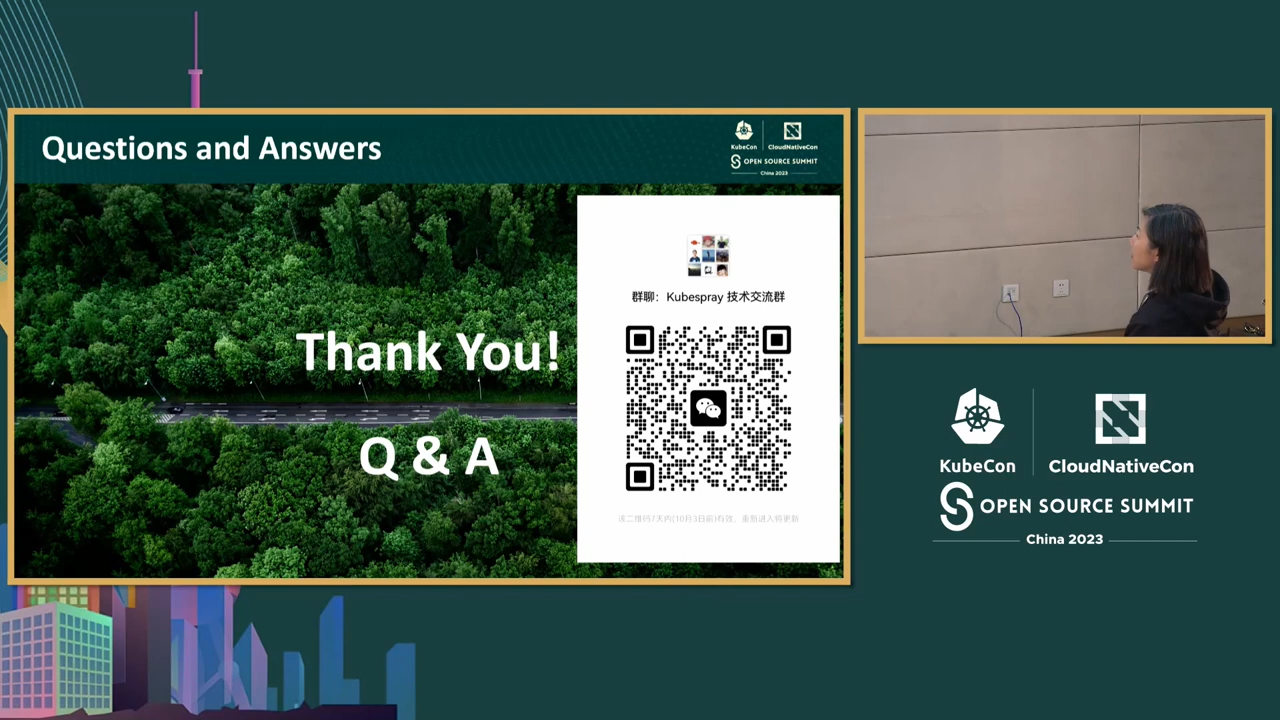 Questions and Answers
KubeCon
CloudNativeCon
OPEN SOURCE SUMMIT
China 2023
群聊：Kubespray 技术交流群
Thank You!
Q & A
该二维码7天内(10月3日前)有效，重新进入将更新
KubeCon
CloudNativeCon
OPEN SOURCE SUMMIT
China 2023